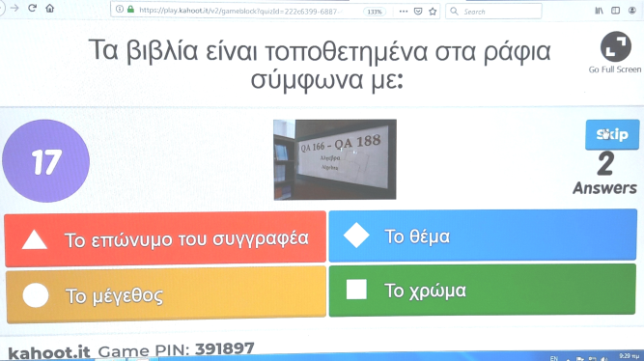 https://play.kahoot.it/v2/gameblock?quizId=222c6399-6887-
133%
Search
Τα βιβλία είναι τοποθετημένα στα ράφια
σύμφωνα με:
Go Full Screen
17
QA 166 - QA 188
Skip
2
Answers
Το επώνυμο του συγγραφέα
Το θέμα
Το μέγεθος
Το χρώμα
kahoot.it Game PIN: 391897